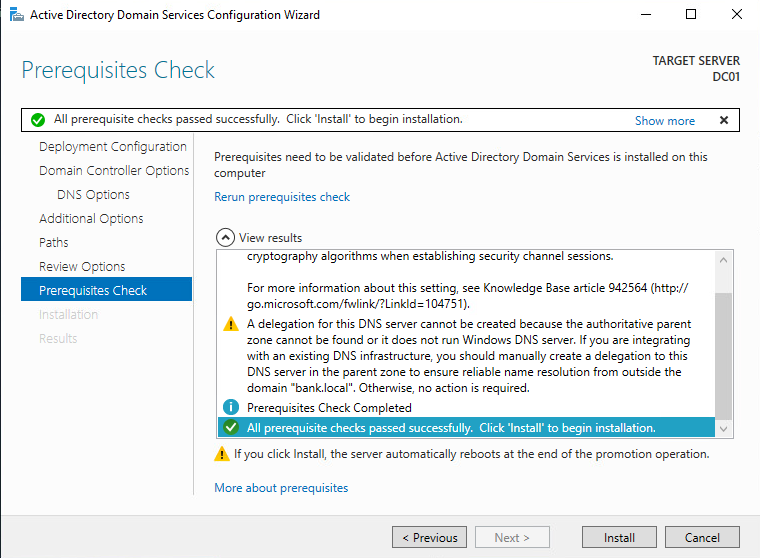 Active Directory Domain Services Configuration Wizard
Prerequisites Check
TARGET SERVER
DC01
All prerequisite checks passed successfully.  Click 'Install' to begin installation.
Show more
Deployment Configuration
Domain Controller Options
DNS Options
Additional Options
Paths
Review Options
Prerequisites Check
Installation
Results
Prerequisites need to be validated before Active Directory Domain Services is installed on this
computer
Rerun prerequisites check
View results
cryptography algorithms when establishing security channel sessions.
For more information about this setting, see Knowledge Base article 942564 (http://
go.microsoft.com/fwlink/?LinkId=104751).
A delegation for this DNS server cannot be created because the authoritative parent
zone cannot be found or it does not run Windows DNS server. If you are integrating
with an existing DNS infrastructure, you should manually create a delegation to this
DNS server in the parent zone to ensure reliable name resolution from outside the
domain "bank.local". Otherwise, no action is required.
Prerequisites Check Completed
All prerequisite checks passed successfully.  Click 'Install' to begin installation.
If you click Install, the server automatically reboots at the end of the promotion operation.
More about prerequisites
< Previous
Next >
Install
Cancel